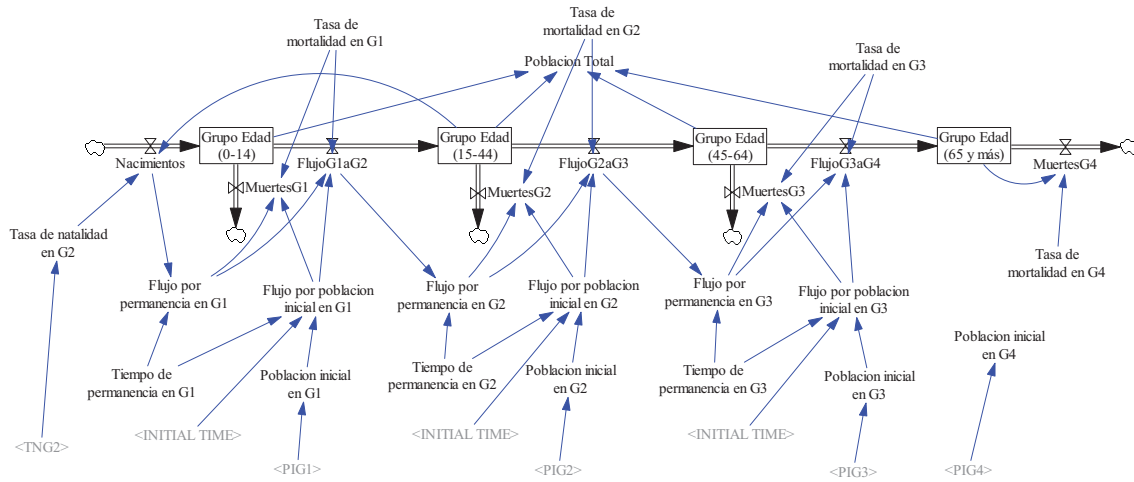 Tasa de
mortalidad en G1
Tasa de
mortalidad en G2
Tasa de
mortalidad en G3
Poblacion Total
Grupo Edad
(0-14)
Grupo Edad
(15-44)
Grupo Edad
(45-64)
Grupo Edad
(65 y más)
Nacimientos
FlujoG1aG2
FlujoG2aG3
FlujoG3aG4
MuertesG4
MuertesG1
MuertesG2
MuertesG3
Tasa de natalidad
en G2
Tasa de
mortalidad en G4
Flujo por
permanencia en G1
Flujo por poblacion
inicial en G1
Flujo por
permanencia en G2
Flujo por poblacion
inicial en G2
Flujo por
permanencia en G3
Flujo por poblacion
inicial en G3
Poblacion inicial
en G4
Tiempo de
permanencia en G1
Poblacion inicial
en G1
Tiempo de
permanencia en G2
Poblacion inicial
en G2
Tiempo de
permanencia en G3
Poblacion inicial
en G3
<TNG2>
<INITIAL TIME>
<INITIAL TIME>
<INITIAL TIME>
<PIG1>
<PIG2>
<PIG3>
<PIG4>